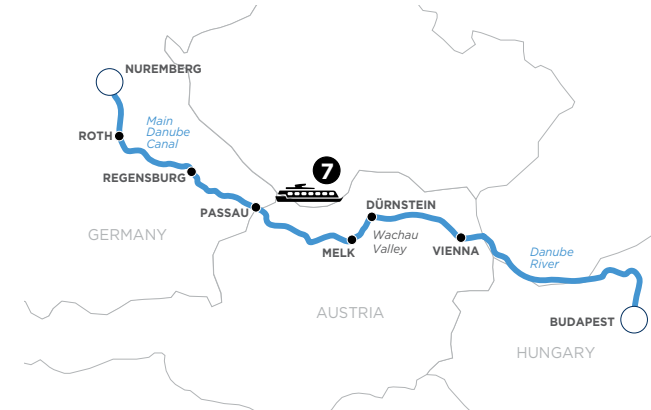 NUREMBERG
ROTH
Main
Danube
Canal
REGENSBURG
7
PASSAU
GERMANY
DÜRNSTEIN
MELK
Wachau
Valley
VIENNA
Danube
River
AUSTRIA
BUDAPEST
HUNGARY